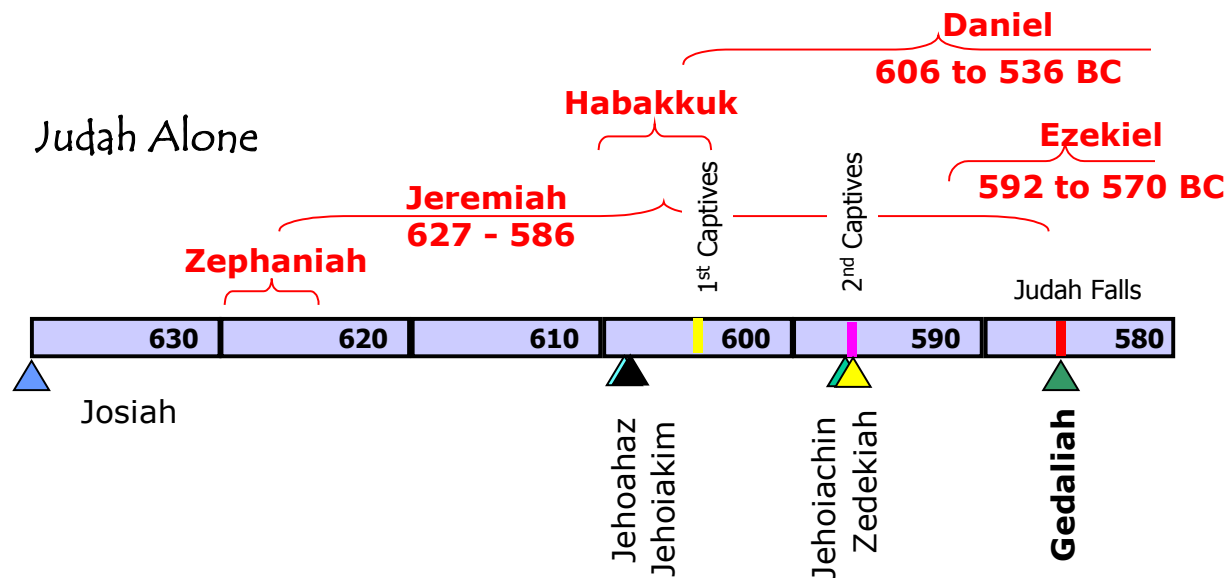 Daniel
606 to 536 BC
Habakkuk
Judah Alone
Ezekiel
592 to 570 BC
Jeremiah
627 - 586
1st Captives
2nd Captives
Zephaniah
Judah Falls
630 620 610 600 590 580
Josiah
Jehoahaz
Jehoiakim
Jehoiachin
Zedekiah
Gedaliah